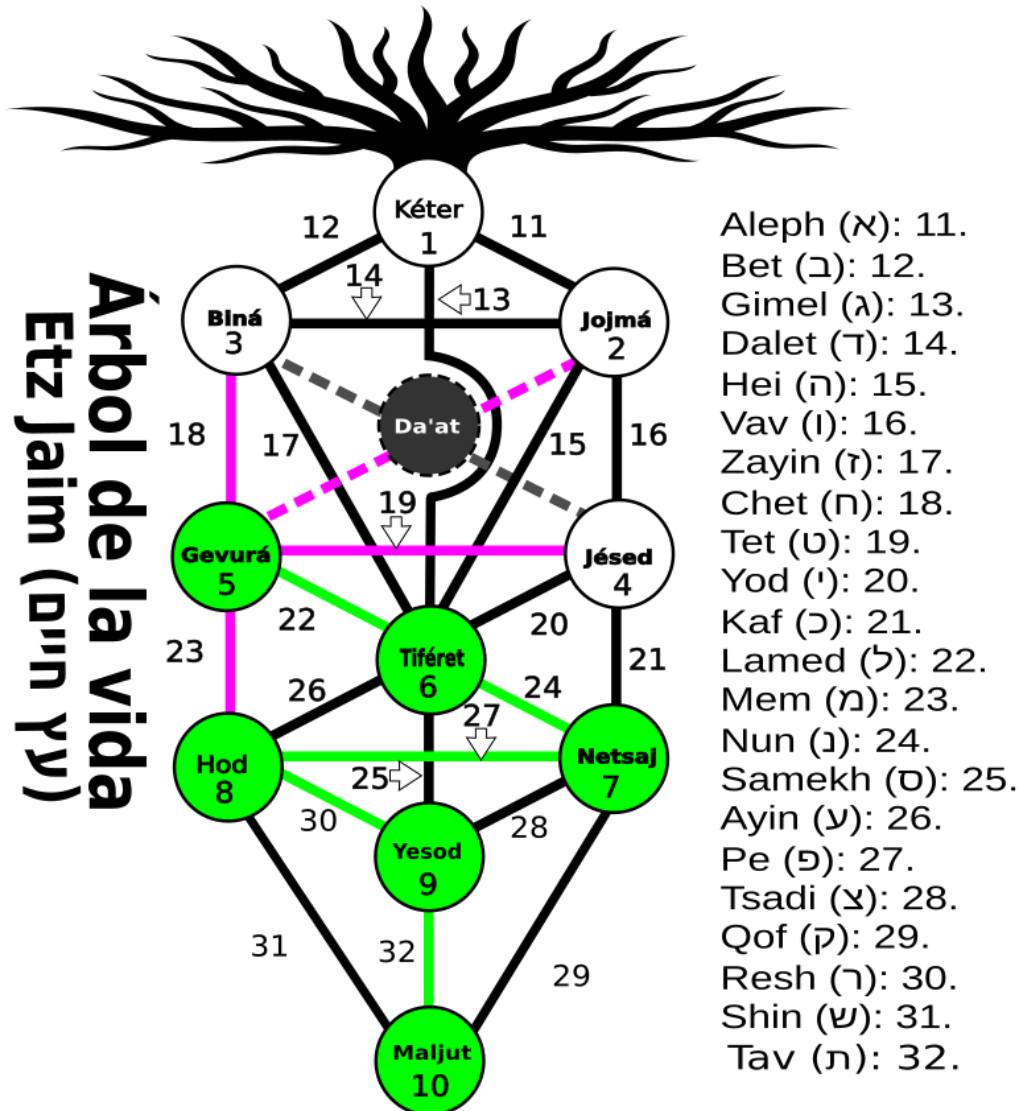 Árbol de la vida
Etz Jaim (עץ חיים)
Kéter
1
12
11
14
13
Biná
3
Jojmá
2
Da'at
18
17
15
16
19
Gevurá
5
Jésed
4
22
20
Tiféret
6
23
21
26
24
27
Hod
8
Netsaj
7
25
30
28
Yesod
9
31
32
29
Maljut
10
Aleph (א): 11.
Bet (ב): 12.
Gimel (ג): 13.
Dalet (ד): 14.
Hei (ה): 15.
Vav (ו): 16.
Zayin (ז): 17.
Chet (ח): 18.
Tet (ט): 19.
Yod (י): 20.
Kaf (כ): 21.
Lamed (ל): 22.
Mem (מ): 23.
Nun (נ): 24.
Samekh (ס): 25.
Ayin (ע): 26.
Pe (פ): 27.
Tsadi (צ): 28.
Qof (ק): 29.
Resh (ר): 30.
Shin (ש): 31.
Tav (ת): 32.